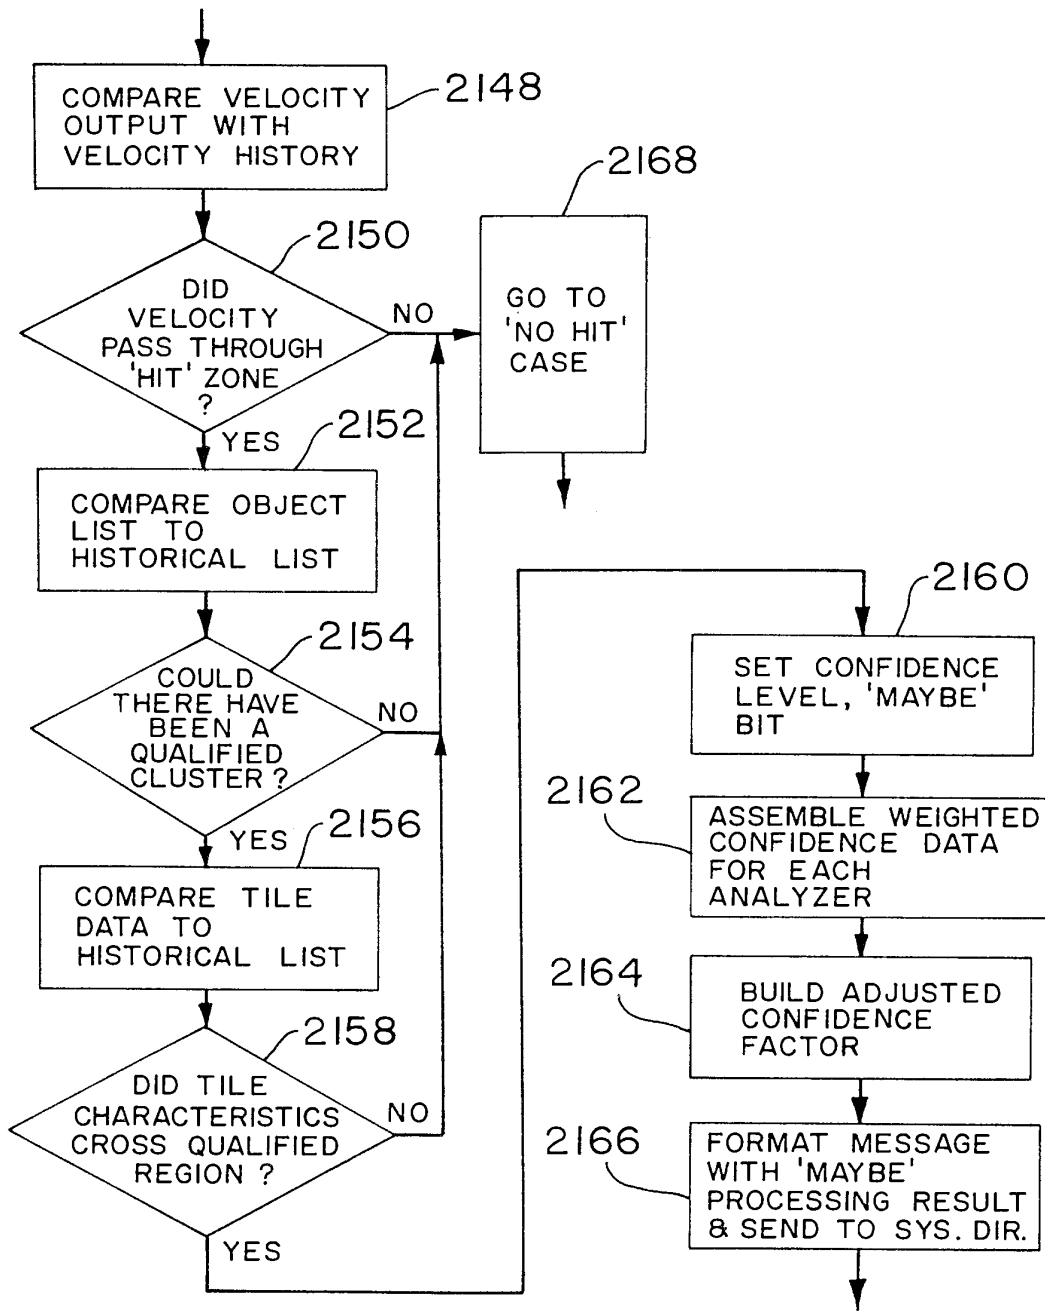 2148
COMPARE VELOCITY
OUTPUT WITH
VELOCITY HISTORY
2168
GO TO
'NO HIT'
CASE
2150
DID
VELOCITY
PASS THROUGH
'HIT' ZONE
?
NO
YES
2152
COMPARE OBJECT
LIST TO
HISTORICAL LIST
2154
COULD
THERE HAVE
BEEN A
QUALIFIED
CLUSTER ?
NO
YES
2156
COMPARE TILE
DATA TO
HISTORICAL LIST
2158
DID TILE
CHARACTERISTICS
CROSS QUALIFIED
REGION ?
NO
YES
2160
SET CONFIDENCE
LEVEL, 'MAYBE'
BIT
2162
ASSEMBLE WEIGHTED
CONFIDENCE DATA
FOR EACH
ANALYZER
2164
BUILD ADJUSTED
CONFIDENCE
FACTOR
2166
FORMAT MESSAGE
WITH 'MAYBE'
PROCESSING RESULT
& SEND TO SYS. DIR.